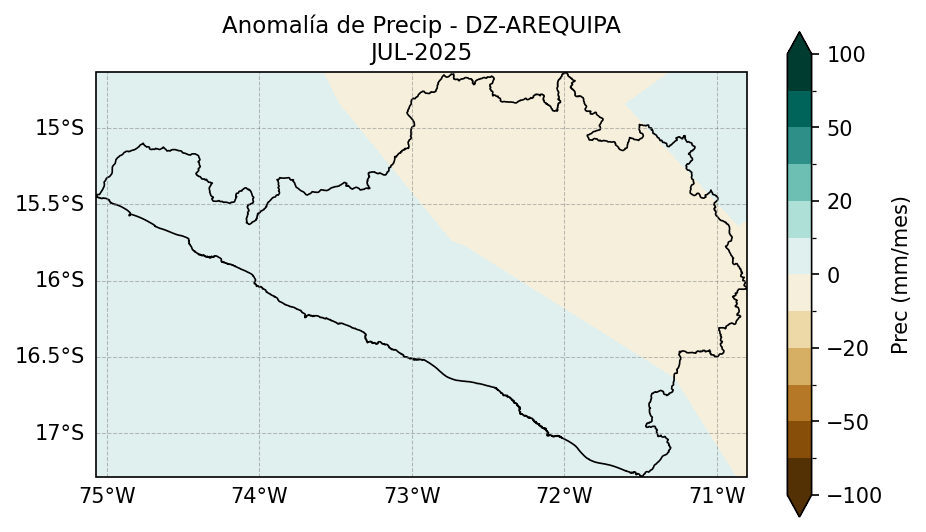 Anomalía de Precip - DZ-AREQUIPA
JUL-2025
15°S
15.5°S
16°S
16.5°S
17°S
75°W
74°W
73°W
72°W
71°W
100
50
20
0
−20
−50
−100
Prec (mm/mes)